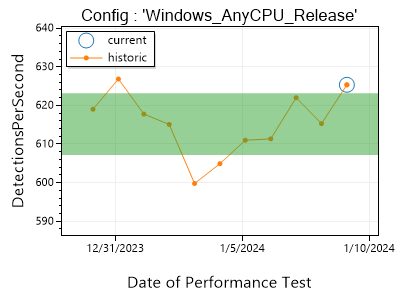 Config : 'Windows_AnyCPU_Release'
current
historic
DetectionsPerSecond
640
630
620
610
600
590
12/31/2023
1/5/2024
1/10/2024
Date of Performance Test